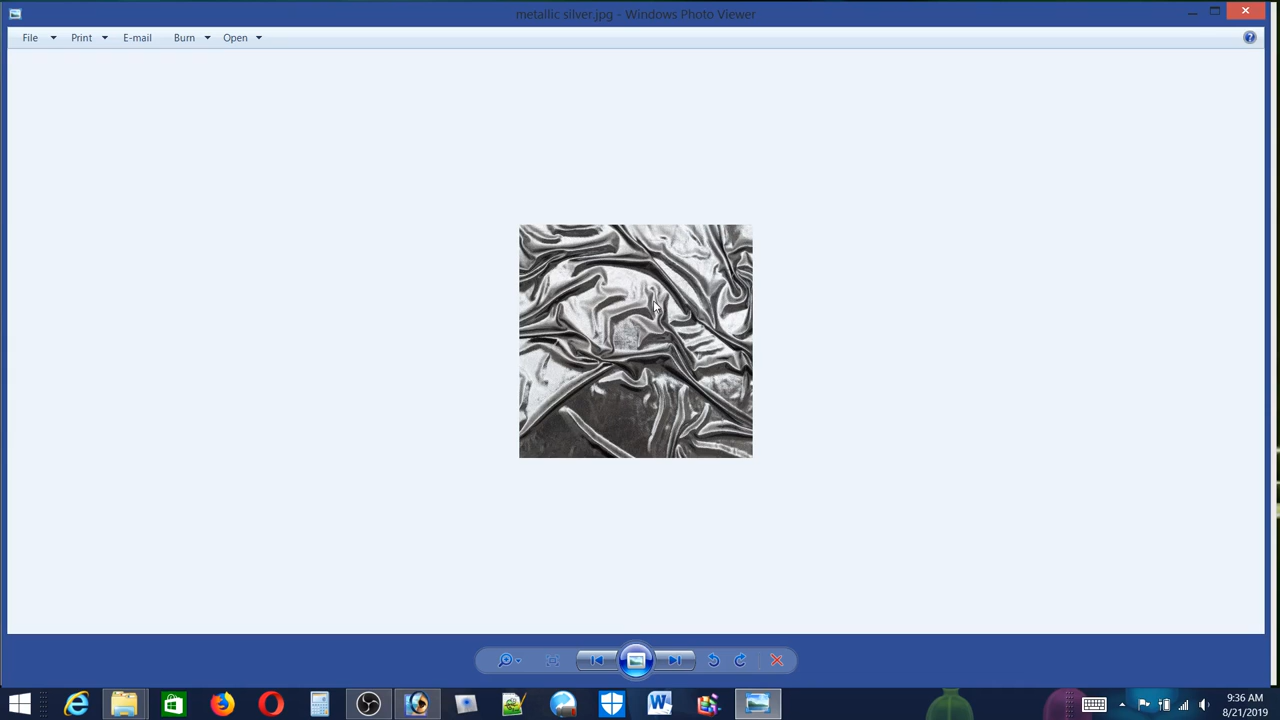 metallic silver.jpg - Windows Photo Viewer
File Print E-mail Burn Open
9:36 AM
8/21/2019